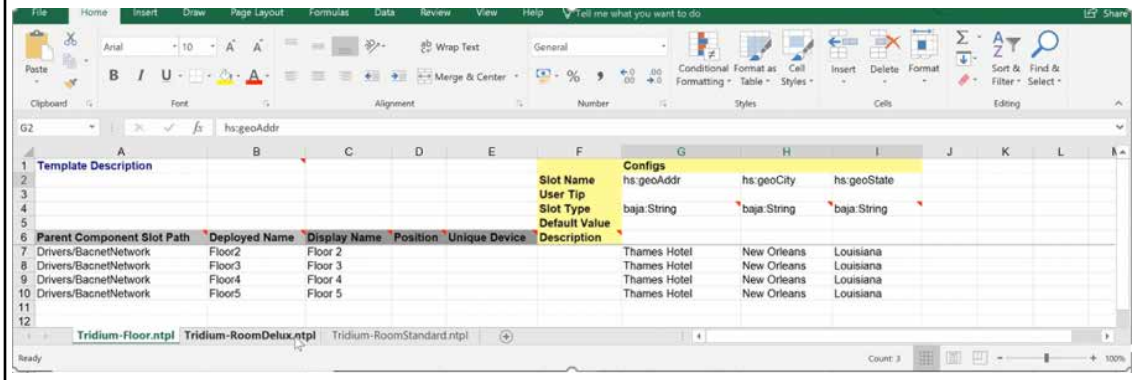 File Home Insert Draw Page Layout Formulas Data Review View Help Tell me what you want to do Share
Paste
Arial 10 A A Wrap Text General
B I U A Merge & Center % , Conditional Formatting Format as Table Cell Styles Insert Delete Format Sort & Filter Find & Select
Clipboard Font Alignment Number Styles Cells Editing
G2 fx hs:geoAddr
A B C D E F G H I J K L
1 Template Description Configs
2 Slot Name hs:geoAddr hs:geoCity hs:geoState
3 User Tip
4 Slot Type baja:String baja:String baja:String
5 Default Value
6 Parent Component Slot Path Deployed Name Display Name Position Unique Device Description
7 Drivers/BacnetNetwork Floor2 Floor 2 Thames Hotel New Orleans Louisiana
8 Drivers/BacnetNetwork Floor3 Floor 3 Thames Hotel New Orleans Louisiana
9 Drivers/BacnetNetwork Floor4 Floor 4 Thames Hotel New Orleans Louisiana
10 Drivers/BacnetNetwork Floor5 Floor 5 Thames Hotel New Orleans Louisiana
11
12
Tridium-Floor.ntpl Tridium-RoomDelux.ntpl Tridium-RoomStandard.ntpl
Ready Count: 3 100%